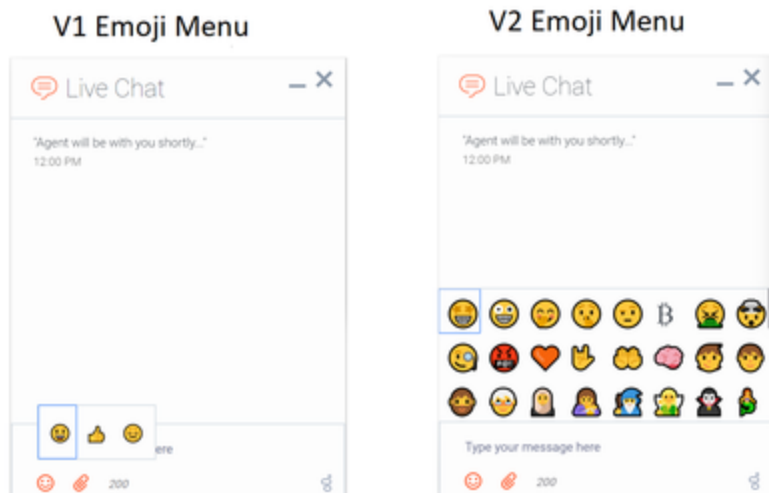 V1 Emoji Menu
Live Chat
"Agent will be with you shortly..."
12:00 PM
ere
200
V2 Emoji Menu
Live Chat
"Agent will be with you shortly..."
12:00 PM
Type your message here
200